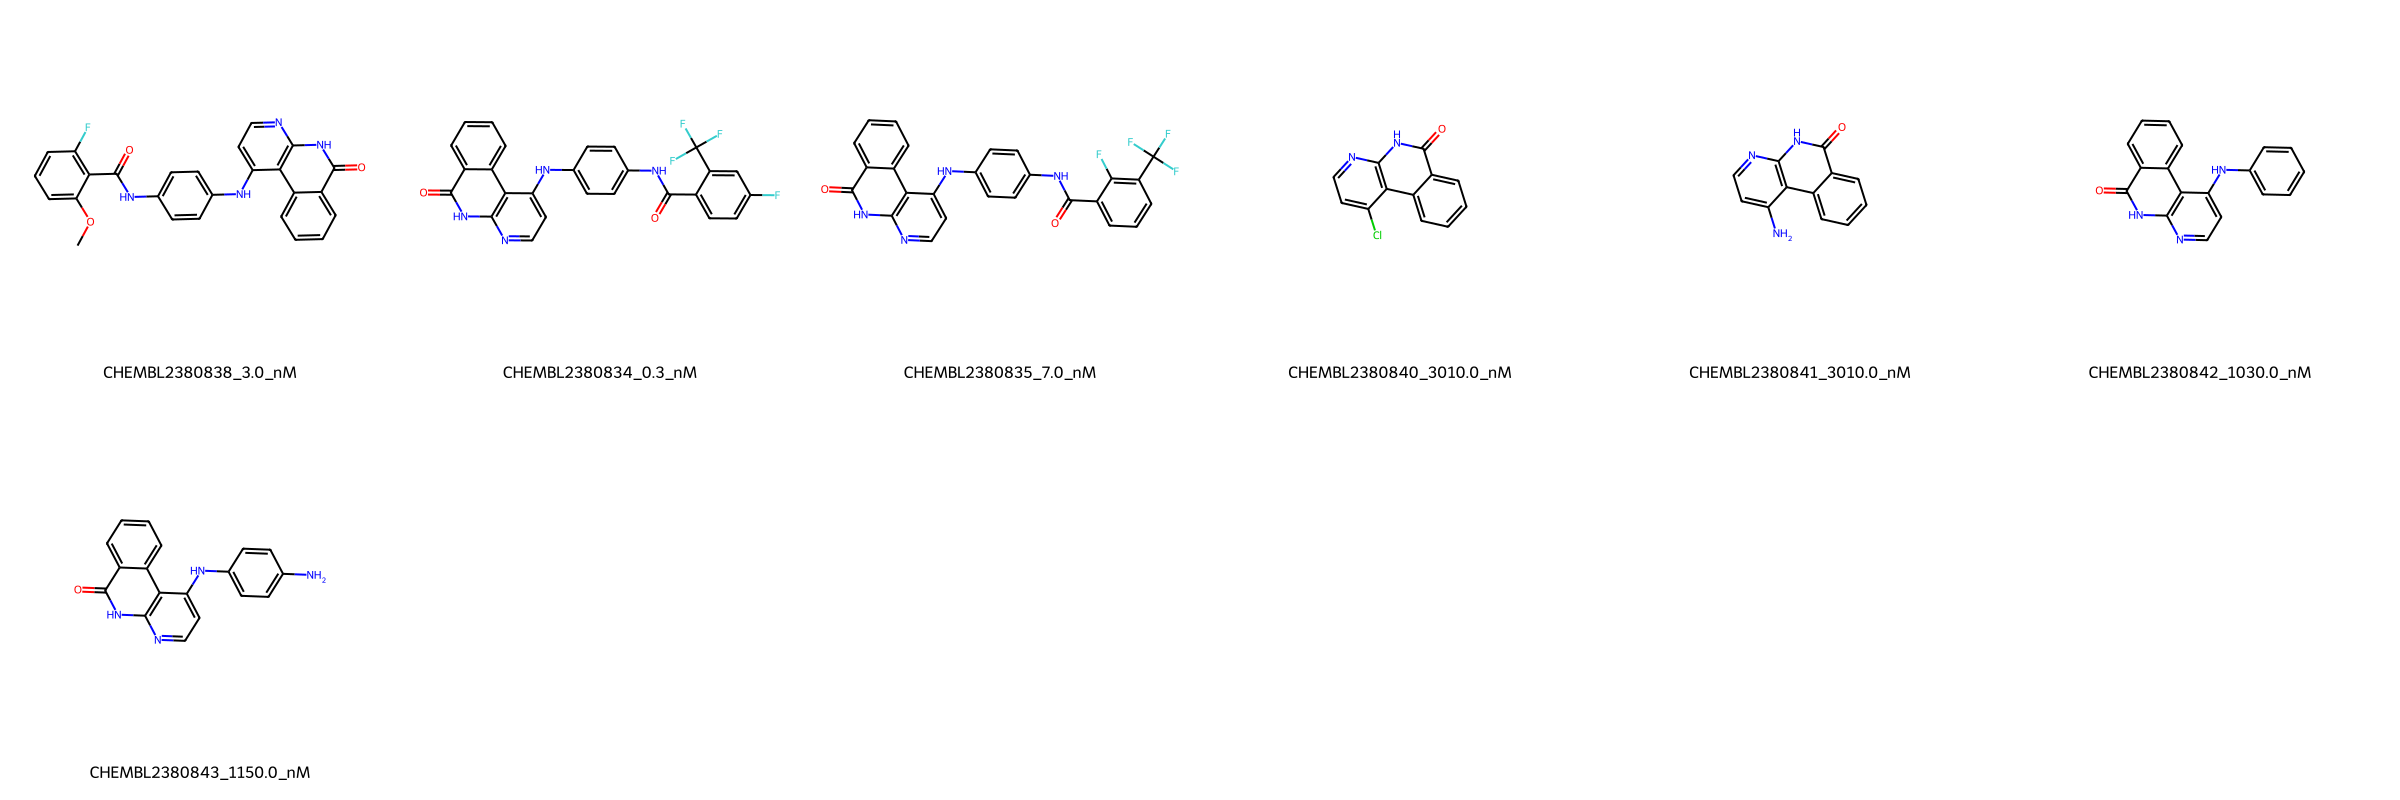 CHEMBL2380838_3.0_nM
CHEMBL2380834_0.3_nM
CHEMBL2380835_7.0_nM
CHEMBL2380840_3010.0_nM
CHEMBL2380841_3010.0_nM
CHEMBL2380842_1030.0_nM
CHEMBL2380843_1150.0_nM